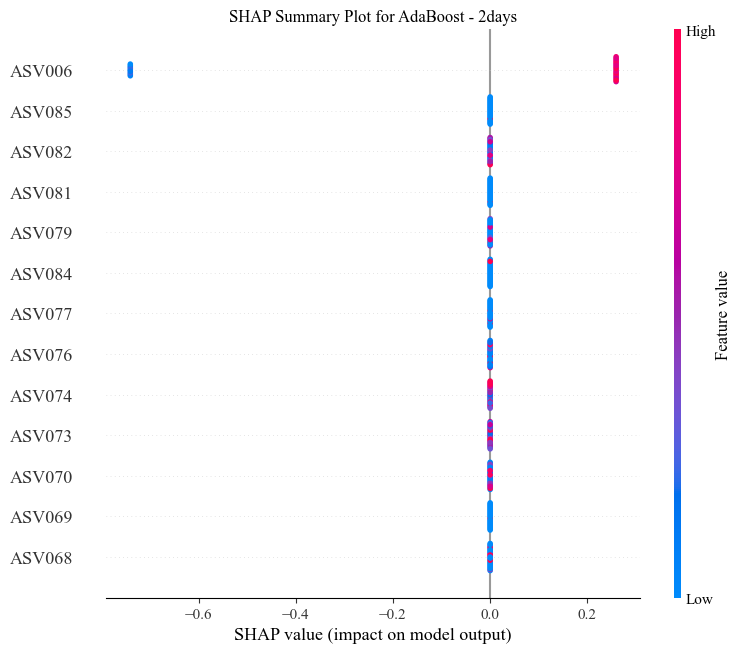 SHAP Summary Plot for AdaBoost - 2days
High
ASV006
ASV085
ASV082
ASV081
ASV079
ASV084
ASV077
ASV076
ASV074
ASV073
ASV070
ASV069
ASV068
Feature value
Low
−0.6 −0.4 −0.2 0.0 0.2
SHAP value (impact on model output)